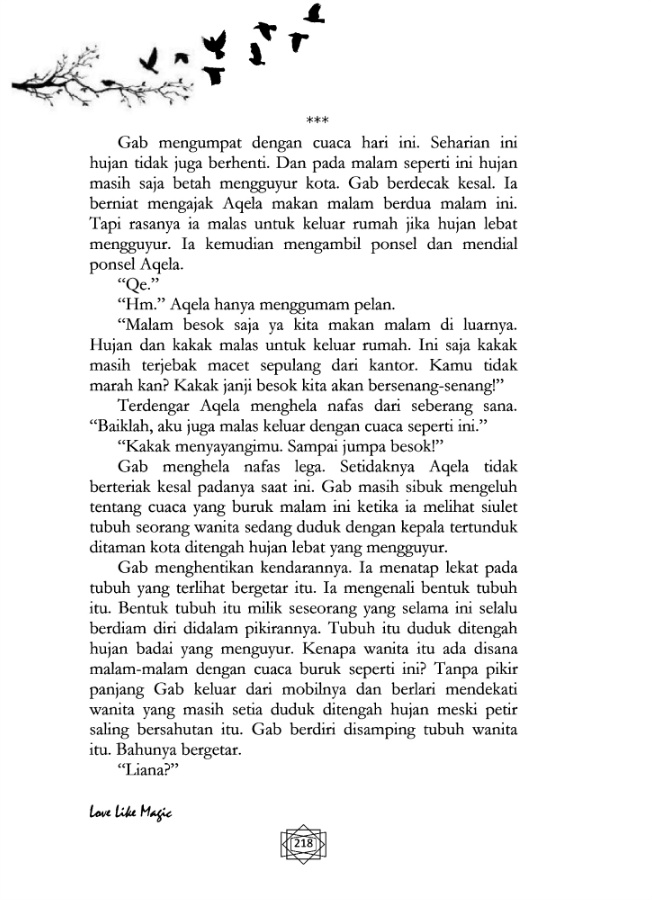 ***
Gab mengumpat dengan cuaca hari ini. Seharian ini
hujan tidak juga berhenti. Dan pada malam seperti ini hujan
masih saja betah mengguyur kota. Gab berdecak kesal. Ia
berniat mengajak Aqela makan malam berdua malam ini.
Tapi rasanya ia malas untuk keluar rumah jika hujan lebat
mengguyur. Ia kemudian mengambil ponsel dan mendial
ponsel Aqela.
“Qe.”
“Hm.” Aqela hanya menggumam pelan.
“Malam besok saja ya kita makan malam di luarnya.
Hujan dan kakak malas untuk keluar rumah. Ini saja kakak
masih terjebak macet sepulang dari kantor. Kamu tidak
marah kan? Kakak janji besok kita akan bersenang-senang!”
Terdengar Aqela menghela nafas dari seberang sana.
“Baiklah, aku juga malas keluar dengan cuaca seperti ini.”
“Kakak menyayangimu. Sampai jumpa besok!”
Gab menghela nafas lega. Setidaknya Aqela tidak
berteriak kesal padanya saat ini. Gab masih sibuk mengeluh
tentang cuaca yang buruk malam ini ketika ia melihat siulet
tubuh seorang wanita sedang duduk dengan kepala tertunduk
ditaman kota ditengah hujan lebat yang mengguyur.
Gab menghentikan kendarannya. Ia menatap lekat pada
tubuh yang terlihat bergetar itu. Ia mengenali bentuk tubuh
itu. Bentuk tubuh itu milik seseorang yang selama ini selalu
berdiam diri didalam pikirannya. Tubuh itu duduk ditengah
hujan badai yang menguyur. Kenapa wanita itu ada disana
malam-malam dengan cuaca buruk seperti ini? Tanpa pikir
panjang Gab keluar dari mobilnya dan berlari mendekati
wanita yang masih setia duduk ditengah hujan meski petir
saling bersahutan itu. Gab berdiri disamping tubuh wanita
itu. Bahunya bergetar.
“Liana?”
Love Like Magic
218